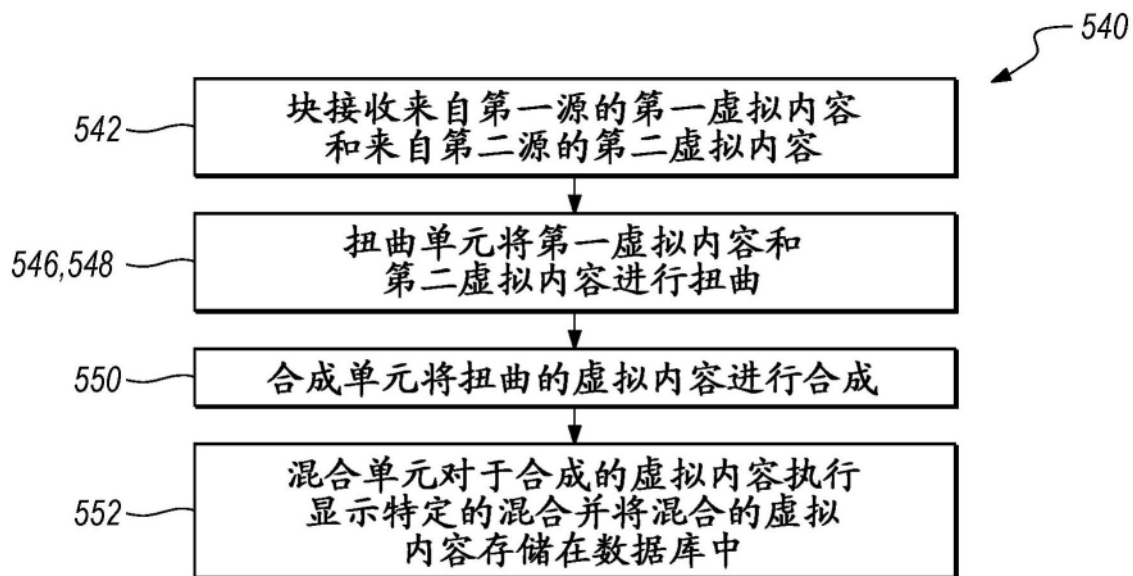 540
542
块接收来自第一源的第一虚拟内容
和来自第二源的第二虚拟内容
546,548
扭曲单元将第一虚拟内容和
第二虚拟内容进行扭曲
550
合成单元将扭曲的虚拟内容进行合成
552
混合单元对于合成的虚拟内容执行
显示特定的混合并将混合的虚拟
内容存储在数据库中